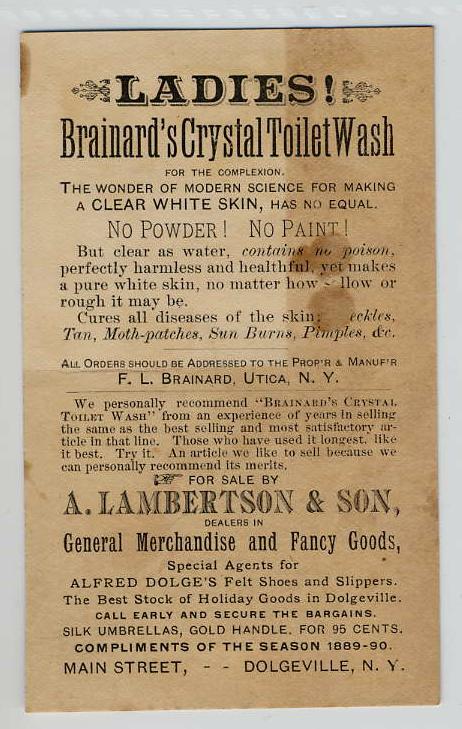 LADIES!
Brainard's Crystal Toilet Wash
FOR THE COMPLEXION.
THE WONDER OF MODERN SCIENCE FOR MAKING
A CLEAR WHITE SKIN, HAS NO EQUAL.
NO POWDER! NO PAINT!
But clear as water, contains no poison,
perfectly harmless and healthful, yet makes
a pure white skin, no matter how llow or
rough it may be.
Cures all diseases of the skin; eckles,
Tan, Moth-patches, Sun Burns, Pimples, &c.
ALL ORDERS SHOULD BE ADDRESSED TO THE PROP'R & MANUF'R
F. L. BRAINARD, UTICA, N. Y.
We personally recommend "BRAINARD'S CRYSTAL
TOILET WASH" from an experience of years in selling
the same as the best selling and most satisfactory ar-
ticle in that line. Those who have used it longest, like
it best. Try it. An article we like to sell because we
can personally recommend its merits.
FOR SALE BY
A. LAMBERTSON & SON,
DEALERS IN
General Merchandise and Fancy Goods,
Special Agents for
ALFRED DOLGE'S Felt Shoes and Slippers.
The Best Stock of Holiday Goods in Dolgeville.
CALL EARLY AND SECURE THE BARGAINS.
SILK UMBRELLAS, GOLD HANDLE, FOR 95 CENTS.
COMPLIMENTS OF THE SEASON 1889-90.
MAIN STREET, - - DOLGEVILLE, N. Y.